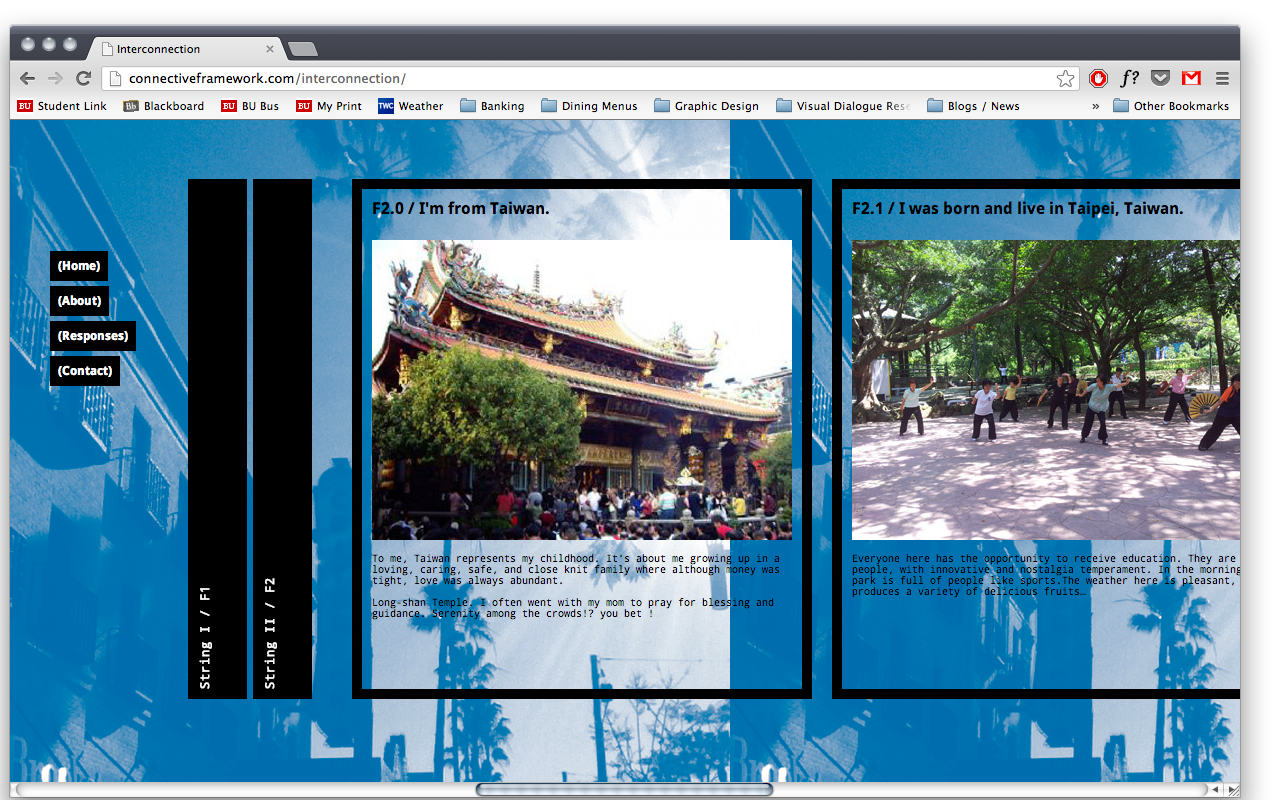 Interconnection
connectiveframework.com/interconnection/
f?
BU Student Link
Bb Blackboard
BU BU Bus
BU My Print
TWC Weather
Banking
Dining Menus
Graphic Design
Visual Dialogue Rese
Blogs / News
»
Other Bookmarks
(Home)
(About)
(Responses)
(Contact)
String I / F1
String II / F2
F2.0 / I'm from Taiwan.
To me, Taiwan represents my childhood. It's about me growing up in a
loving, caring, safe, and close knit family where although money was
tight, love was always abundant.
Long-shan Temple. I often went with my mom to pray for blessing and
guidance. Serenity among the crowds!? you bet !
F2.1 / I was born and live in Taipei, Taiwan.
Everyone here has the opportunity to receive education. They are
people, with innovative and nostalgia temperament. In the morning
park is full of people like sports.The weather here is pleasant,
produces a variety of delicious fruits…